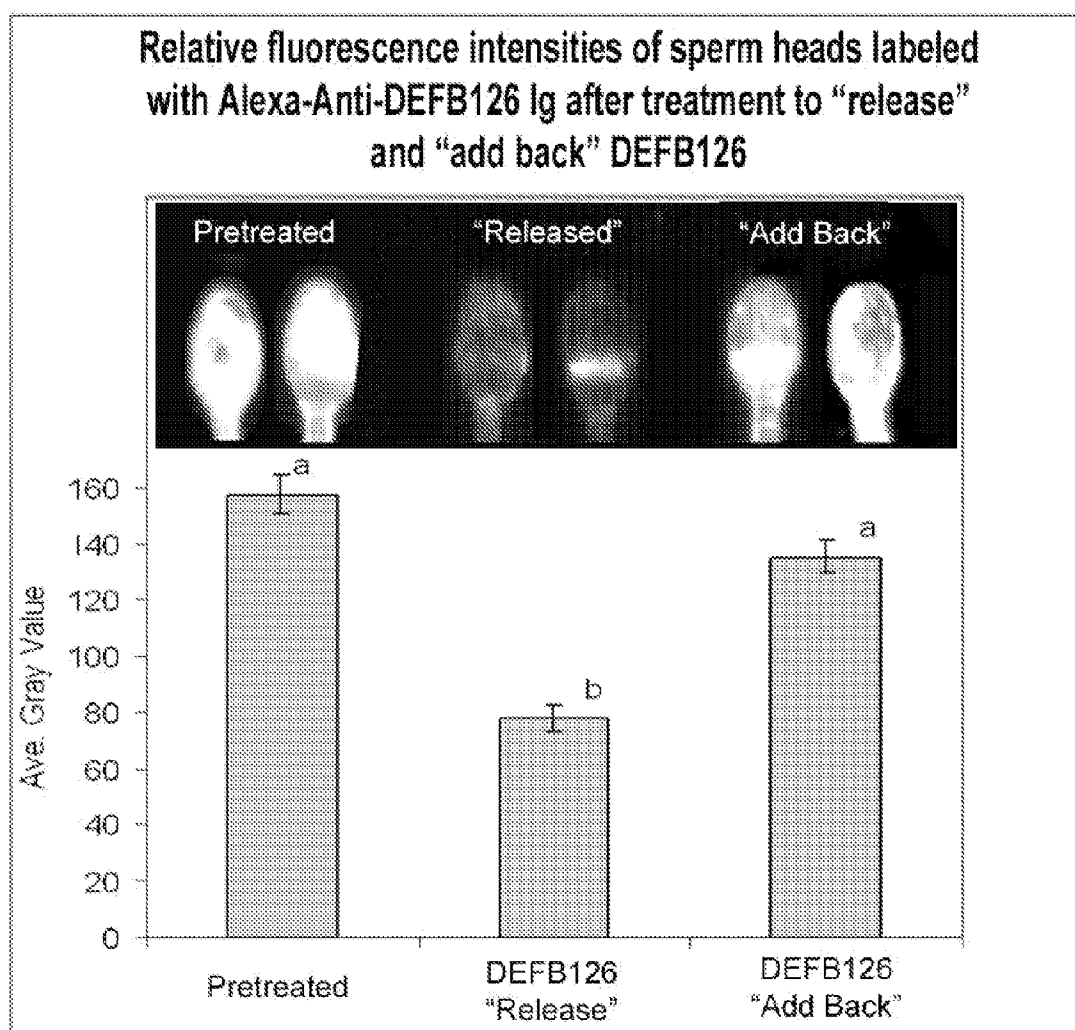 Relative fluorescence intensities of sperm heads labeled
with Alexa-Anti-DEFB126 Ig after treatment to “release”
and “add back” DEFB126
Pretreated “Released” “Add Back”
a
160
a
140
120
100
b
80
60
40
20
0
Ave. Gray Value
Pretreated
DEFB126
“Release”
DEFB126
“Add Back”